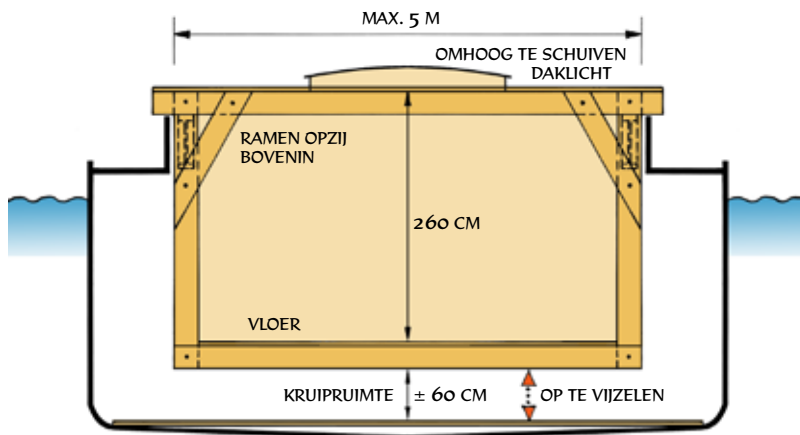 MAX. 5 M
OMHOOG TE SCHUIVEN
DAKLICHT
RAMEN OPZIJ
BOVENIN
260 CM
VLOER
KRUIPRUIMTE ± 60 CM OP TE VIJZELEN